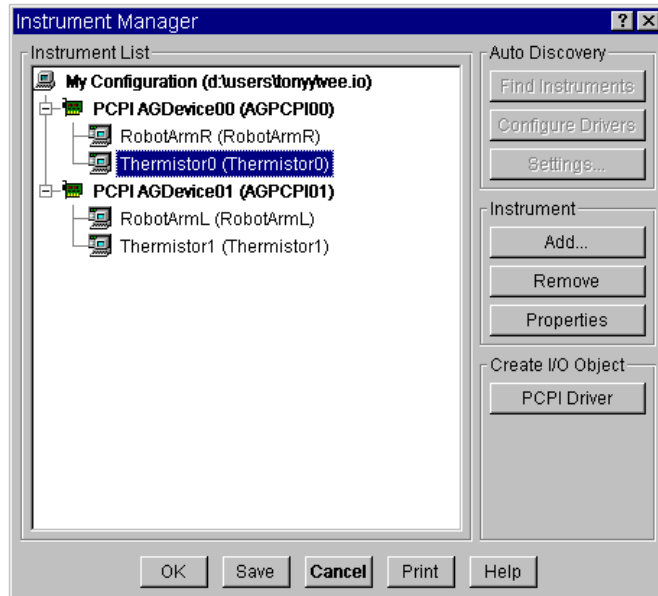 Instrument Manager
Instrument List
My Configuration (d:\users\tonyy\vee.io)
PCPI AGDevice00 (AGPCPI00)
RobotArmR (RobotArmR)
Thermistor0 (Thermistor0)
PCPI AGDevice01 (AGPCPI01)
RobotArmL (RobotArmL)
Thermistor1 (Thermistor1)
Auto Discovery
Find Instruments
Configure Drivers
Settings...
Instrument
Add...
Remove
Properties
Create I/O Object
PCPI Driver
OK
Save
Cancel
Print
Help